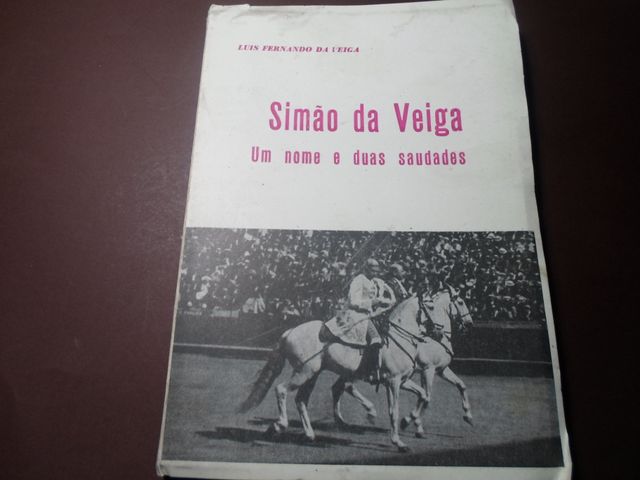 LUIS FERNANDO DA VEIGA
Simão da Veiga
Um nome e duas saudades